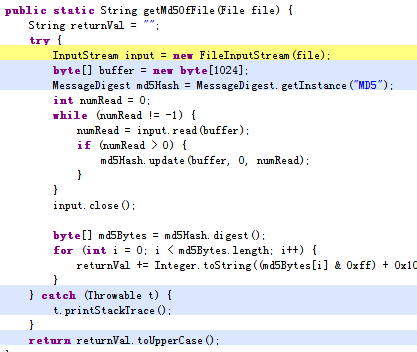 public static String getMd5OfFile(File file) {
String returnVal = "";
try {
InputStream input = new FileInputStream(file);
byte[] buffer = new byte[1024];
MessageDigest md5Hash = MessageDigest.getInstance("MD5");
int numRead = 0;
while (numRead != -1) {
numRead = input.read(buffer);
if (numRead > 0) {
md5Hash.update(buffer, 0, numRead);
}
}
input.close();
byte[] md5Bytes = md5Hash.digest();
for (int i = 0; i < md5Bytes.length; i++) {
returnVal += Integer.toString((md5Bytes[i] & 0xff) + 0x10
}
} catch (Throwable t) {
t.printStackTrace();
}
return returnVal.toUpperCase();